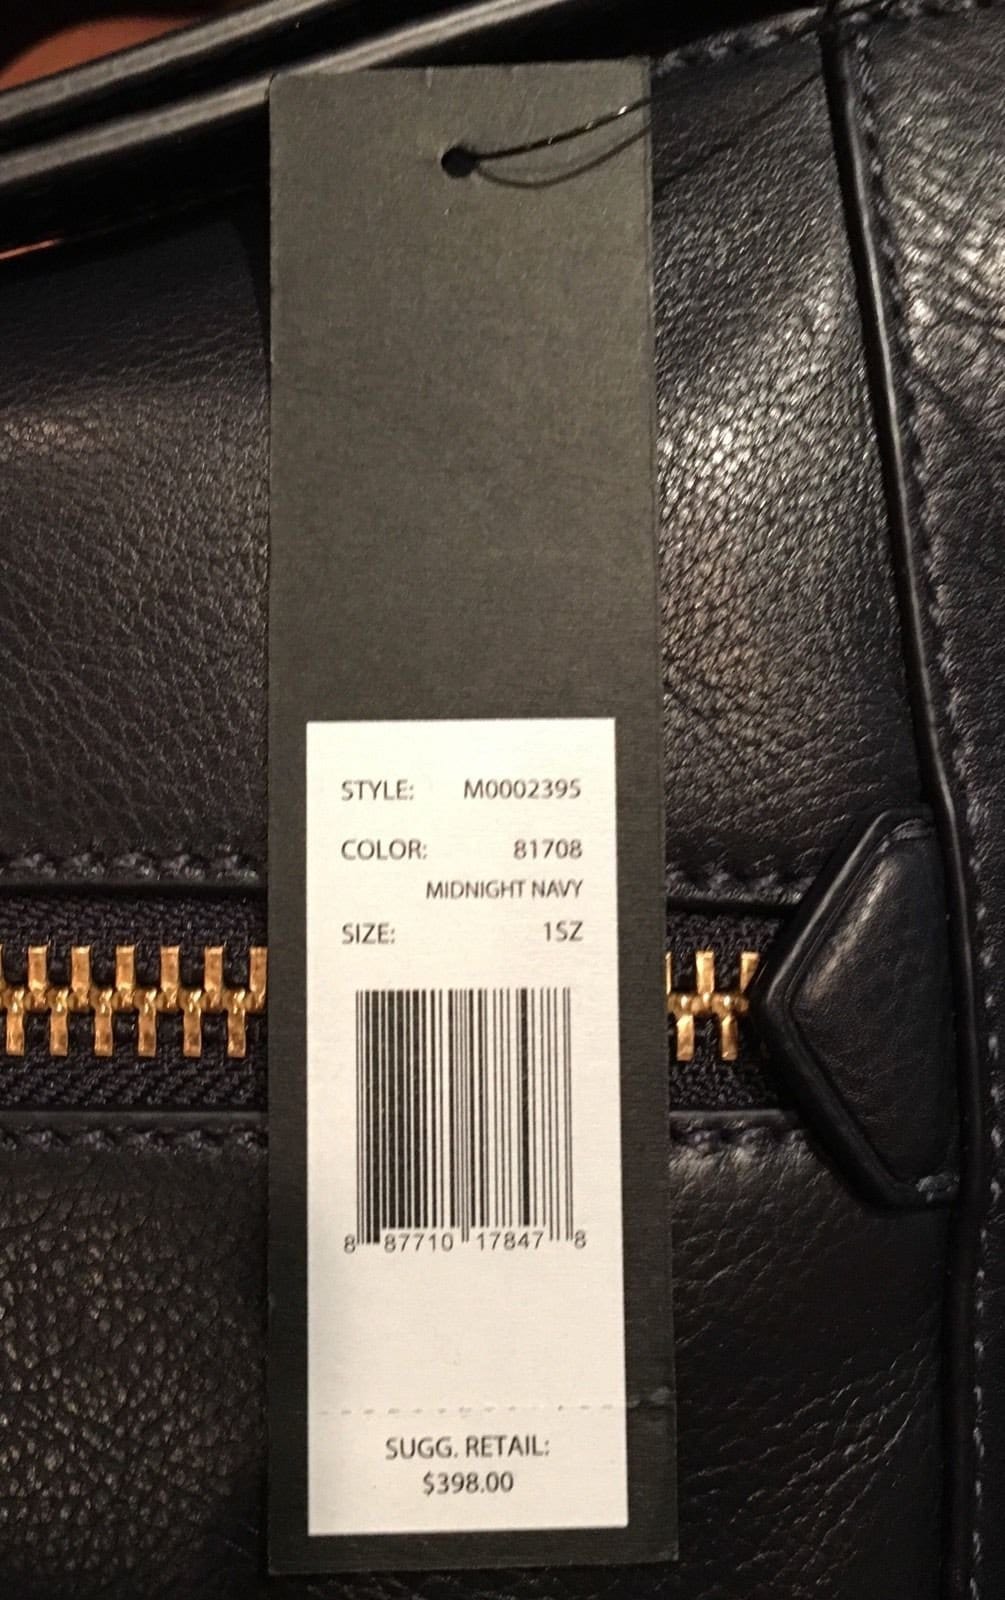 STYLE: M0002395
COLOR: 81708
MIDNIGHT NAVY
SIZE: 1SZ
8 87710 17847 8
SUGG. RETAIL:
$398.00